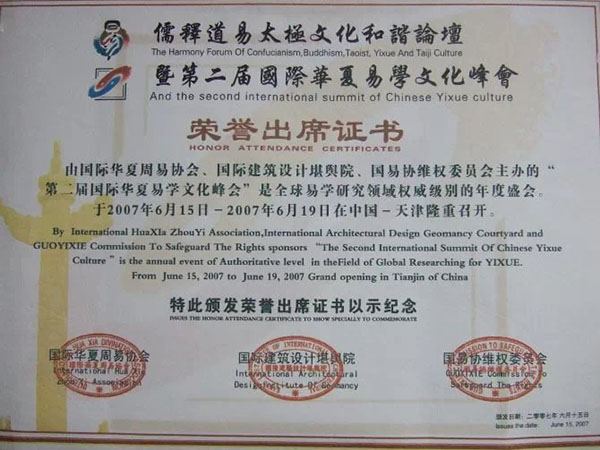 儒釋道易太極文化和諧論壇
The Harmony Forum Of Confucianism,Buddhism,Taoist, Yixue And Taiji Culture
暨第二届國際華夏易學文化峰會
And the second international summit of Chinese Yixue culture
荣誉出席证书
HONOR ATTENDANCE CERTIFICATES
由国际华夏周易协会、国际建筑设计堪舆院、国易协维权委员会主办的“
第二届国际华夏易学文化峰会”是全球易学研究领域权威级别的年度盛会。
于2007年6月15日-2007年6月19日在中国-天津隆重召开。
By International HuaXIa ZhouYi Association,International Architectural Design Geomancy Courtyard and
GUOYIXIE Commission To Safeguard The Rights sponsors “The Second International Summit Of Chinese Yixue
Culture ” is the annual event of Authoritative level in theField of Global Researching for YIXUE.
From June 15, 2007 to June 19, 2007 Grand opening in Tianjin of China
特此颁发荣誉出席证书以示纪念
ISSUES THE HONOR ATTENDANCE CERTIFICATE TO SHOW SPECIALLY TO COMMEMORATE
国际华夏周易协会 国际建筑设计堪舆院 国易协维权委员会
International Hua Xia International Architectural GUOYIXIE Commission To
Zhou Yi Association Design Institute Of Geomancy Safeguard The Rights
颁发日期:二零零七年 六月十五日
Issues the date: June 15, 2007